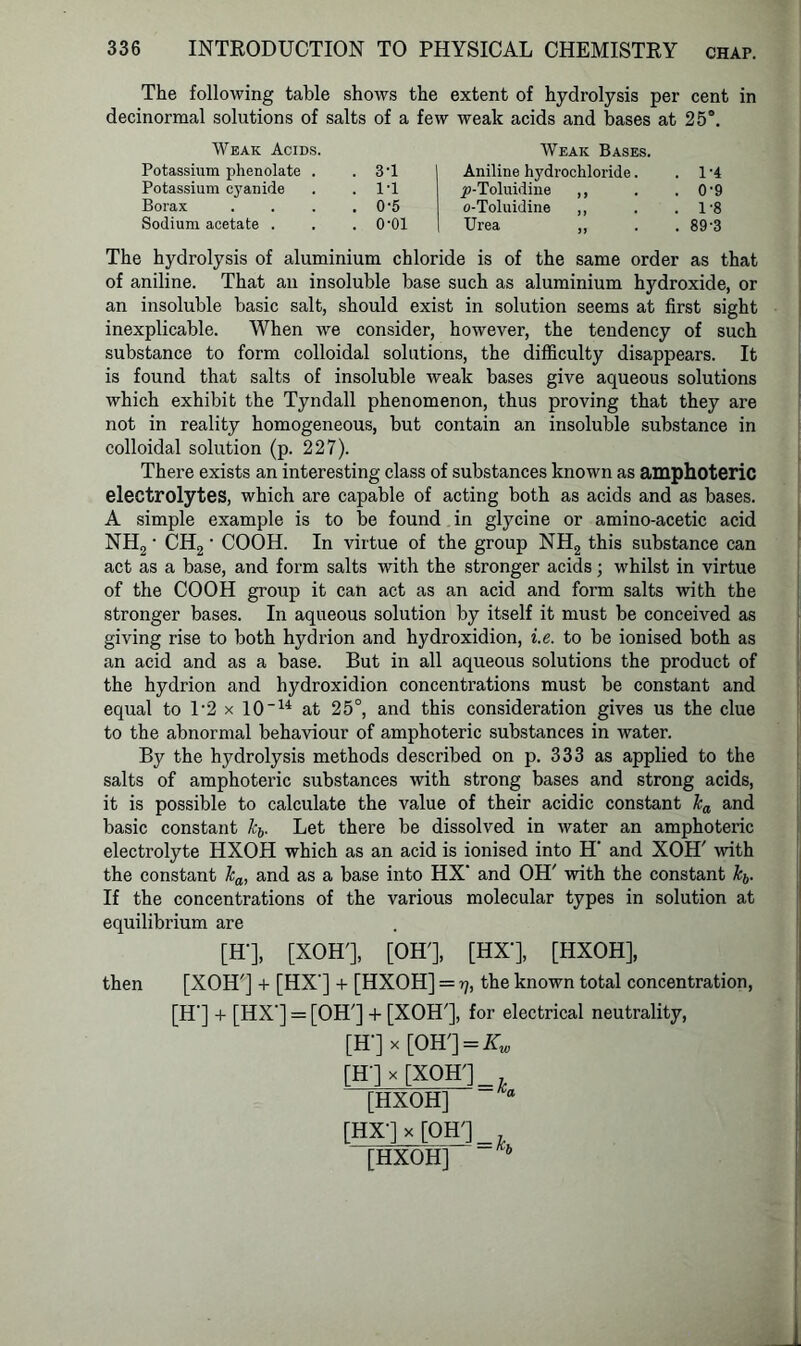 336 INTRODUCTION TO PHYSICAL CHEMISTRY CHAP.
The following table shows the extent of hydrolysis per cent in
decinormal solutions of salts of a few weak acids and bases at 25°.
Weak Acids. Weak Bases.
Potassium phenolate . . 3·1 Aniline hydrochloride. . 1·4
Potassium cyanide . . 1·1 p-Toluidine ,, . . 0·9
Borax . . . . 0·5 o-Toluidine ,, . . 1·8
Sodium acetate . . . 0·01 Urea ,, . . 89·3
The hydrolysis of aluminium chloride is of the same order as that
of aniline. That an insoluble base such as aluminium hydroxide, or
an insoluble basic salt, should exist in solution seems at first sight
inexplicable. When we consider, however, the tendency of such
substance to form colloidal solutions, the difficulty disappears. It
is found that salts of insoluble weak bases give aqueous solutions
which exhibit the Tyndall phenomenon, thus proving that they are
not in reality homogeneous, but contain an insoluble substance in
colloidal solution (p. 227).
There exists an interesting class of substances known as amphoteric
electrolytes, which are capable of acting both as acids and as bases.
A simple example is to be found in glycine or amino-acetic acid
NH₂ · CH₂ · COOH. In virtue of the group NH₂ this substance can
act as a base, and form salts with the stronger acids; whilst in virtue
of the COOH group it can act as an acid and form salts with the
stronger bases. In aqueous solution by itself it must be conceived as
giving rise to both hydrion and hydroxidion, i.e. to be ionised both as
an acid and as a base. But in all aqueous solutions the product of
the hydrion and hydroxidion concentrations must be constant and
equal to 1·2 × 10⁻¹⁴ at 25°, and this consideration gives us the clue
to the abnormal behaviour of amphoteric substances in water.
By the hydrolysis methods described on p. 333 as applied to the
salts of amphoteric substances with strong bases and strong acids,
it is possible to calculate the value of their acidic constant kₐ and
basic constant k_b. Let there be dissolved in water an amphoteric
electrolyte HXOH which as an acid is ionised into H˙ and XOH′ with
the constant kₐ, and as a base into HX˙ and OH′ with the constant k_b.
If the concentrations of the various molecular types in solution at
equilibrium are
[H˙], [XOH′], [OH′], [HX˙], [HXOH],
then [XOH′] + [HX˙] + [HXOH] = η, the known total concentration,
[H˙] + [HX˙] = [OH′] + [XOH′], for electrical neutrality,
[H˙] × [OH′] = K_w
[H˙] × [XOH′] / [HXOH] = kₐ
[HX˙] × [OH′] / [HXOH] = k_b